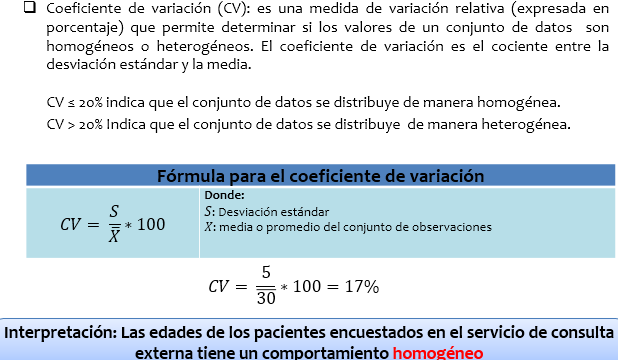 ❑ Coeficiente de variación (CV): es una medida de variación relativa (expresada en
porcentaje) que permite determinar si los valores de un conjunto de datos son
homogéneos o heterogéneos. El coeficiente de variación es el cociente entre la
desviación estándar y la media.
CV ≤ 20% indica que el conjunto de datos se distribuye de manera homogénea.
CV > 20% Indica que el conjunto de datos se distribuye de manera heterogénea.
Fórmula para el coeficiente de variación
CV = S / X̅ * 100
Donde:
S: Desviación estándar
X: media o promedio del conjunto de observaciones
CV = 5 / 30 * 100 = 17%
Interpretación: Las edades de los pacientes encuestados en el servicio de consulta
externa tiene un comportamiento homogéneo